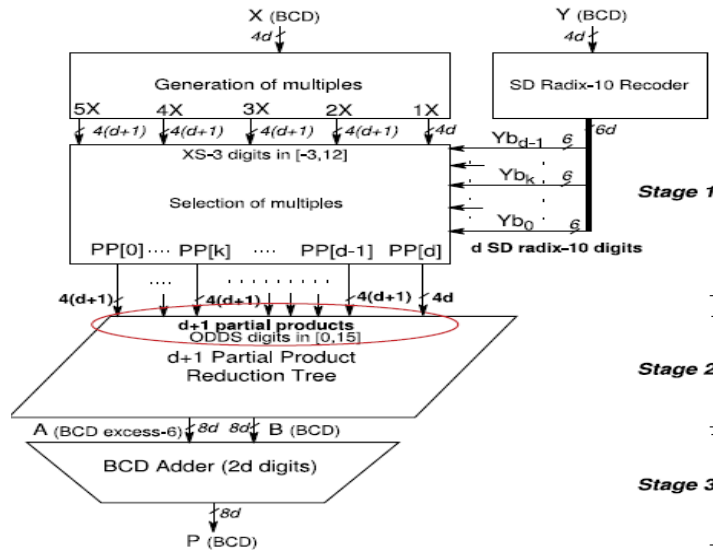 X (BCD)
Y (BCD)
4d
4d
Generation of multiples
SD Radix-10 Recoder
5X 4X 3X 2X 1X
4(d+1) 4(d+1) 4(d+1) 4(d+1) 4d
6d
XS-3 digits in [-3,12]
Ybd-1 6
Ybk 6
Stage 1
Selection of multiples
Yb0 6
PP[0] .... PP[k] .... PP[d-1] PP[d]
d SD radix-10 digits
4(d+1) 4(d+1) 4(d+1) 4d
d+1 partial products
ODDS digits in [0,15]
d+1 Partial Product
Reduction Tree
Stage 2
A (BCD excess-6) 8d 8d B (BCD)
BCD Adder (2d digits)
Stage 3
8d
P (BCD)